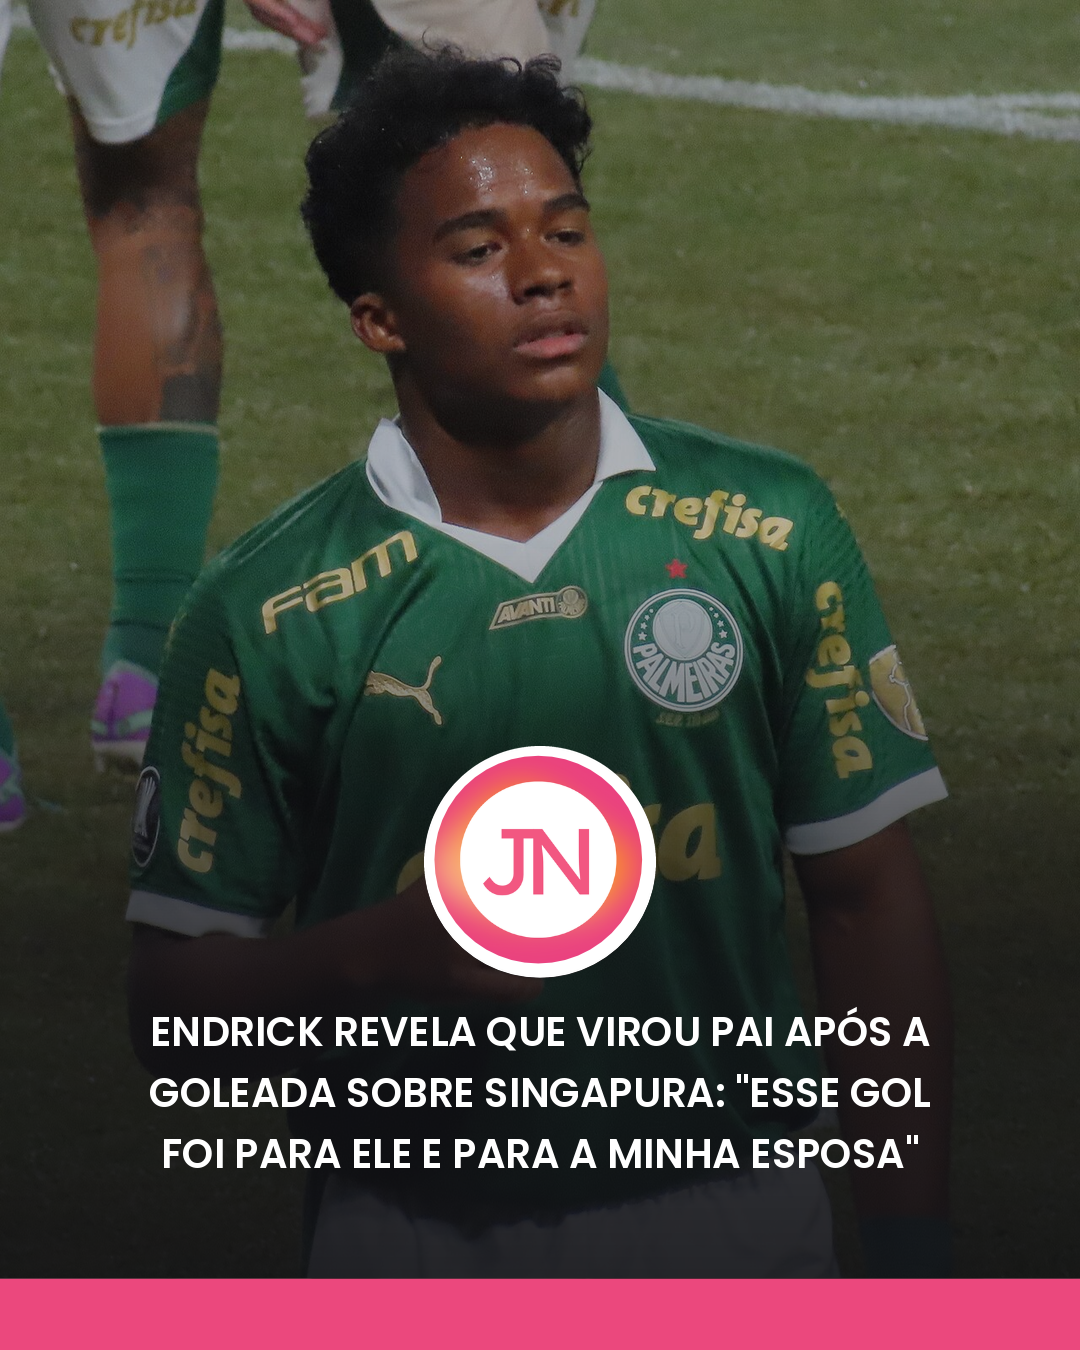 crefisa
fam
crefisa
AVANTI
PALMEIRAS
crefisa
crefisa
JN
ENDRICK REVELA QUE VIROU PAI APÓS A
GOLEADA SOBRE SINGAPURA: "ESSE GOL
FOI PARA ELE E PARA A MINHA ESPOSA"